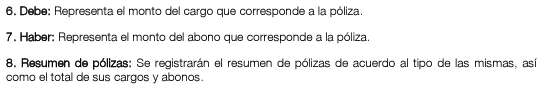 6. Debe: Representa el monto del cargo que corresponde a la póliza.
7. Haber: Representa el monto del abono que corresponde a la póliza.
8. Resumen de pólizas: Se registrarán el resumen de pólizas de acuerdo al tipo de las mismas, así
como el total de sus cargos y abonos.